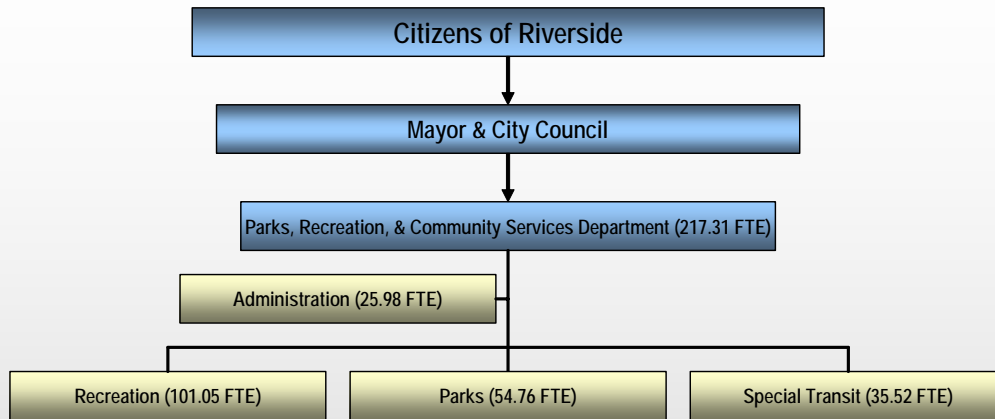 Citizens of Riverside
Mayor & City Council
Parks, Recreation, & Community Services Department (217.31 FTE)
Administration (25.98 FTE)
Recreation (101.05 FTE)
Parks (54.76 FTE)
Special Transit (35.52 FTE)